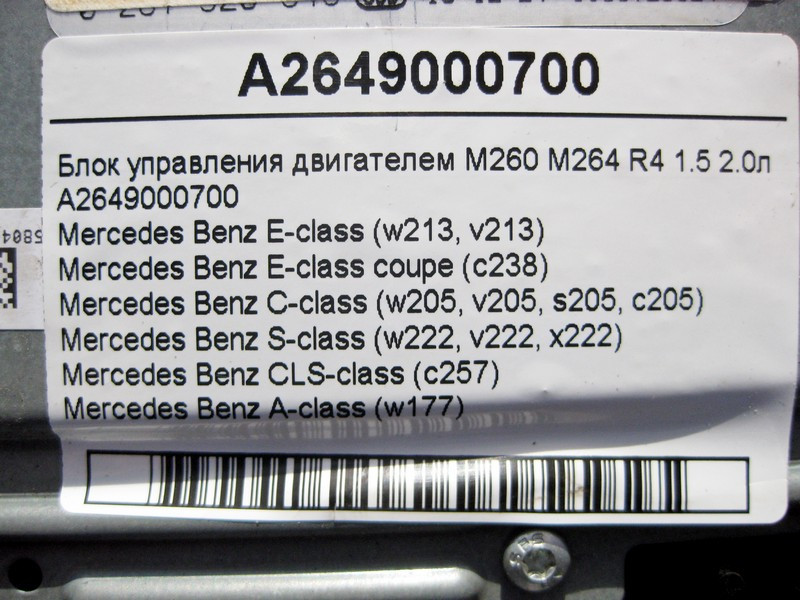 A2649000700
Блок управления двигателем M260 M264 R4 1.5 2.0л
A2649000700
Mercedes Benz E-class (w213, v213)
Mercedes Benz E-class coupe (c238)
Mercedes Benz C-class (w205, v205, s205, c205)
Mercedes Benz S-class (w222, v222, x222)
Mercedes Benz CLS-class (c257)
Mercedes Benz A-class (w177)